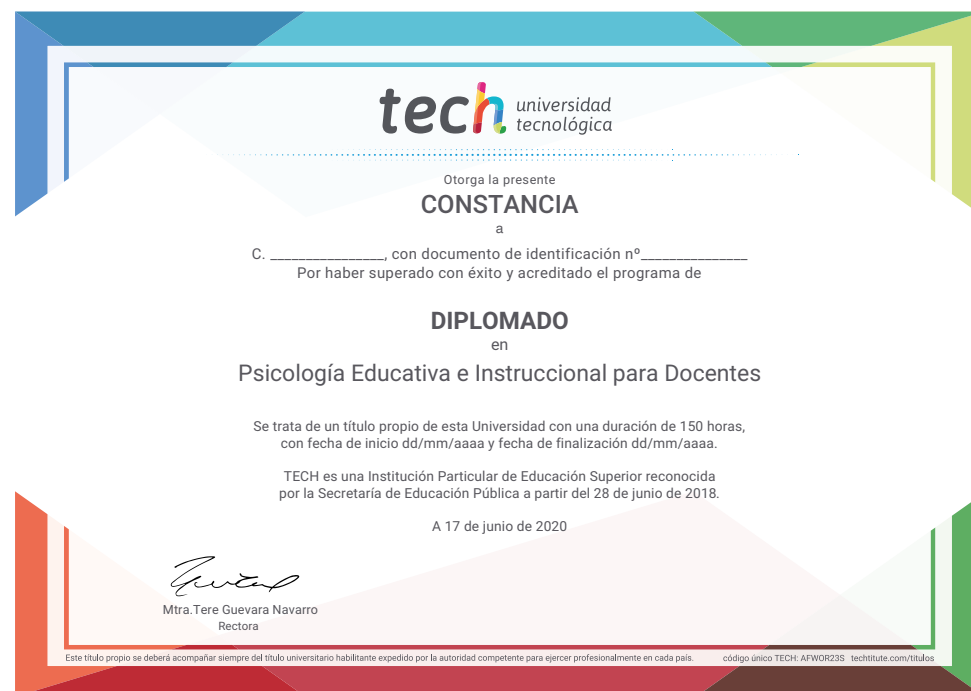 tech universidad
tecnológica
Otorga la presente
CONSTANCIA
a
C. ________________, con documento de identificación nº_______________
Por haber superado con éxito y acreditado el programa de
DIPLOMADO
en
Psicología Educativa e Instruccional para Docentes
Se trata de un título propio de esta Universidad con una duración de 150 horas,
con fecha de inicio dd/mm/aaaa y fecha de finalización dd/mm/aaaa.
TECH es una Institución Particular de Educación Superior reconocida
por la Secretaría de Educación Pública a partir del 28 de junio de 2018.
A 17 de junio de 2020
Mtra.Tere Guevara Navarro
Rectora
Este título propio se deberá acompañar siempre del título universitario habilitante expedido por la autoridad competente para ejercer profesionalmente en cada país. código único TECH: AFWOR23S techtitute.com/titulos